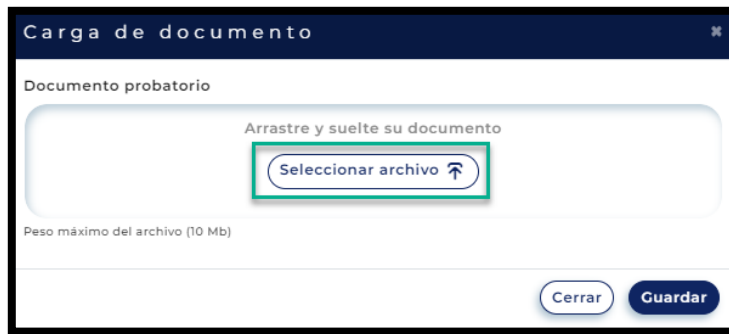 Carga de documento
Documento probatorio
Arrastre y suelte su documento
Seleccionar archivo
Peso máximo del archivo (10 Mb)
Cerrar
Guardar